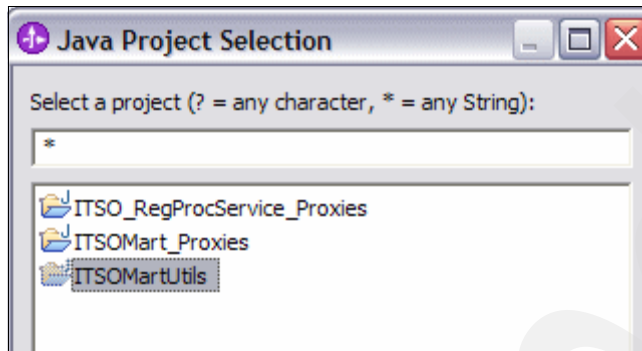 Java Project Selection
Select a project (? = any character, * = any String):
*
ITSO_RegProcService_Proxies
ITSOMart_Proxies
ITSOMartUtils